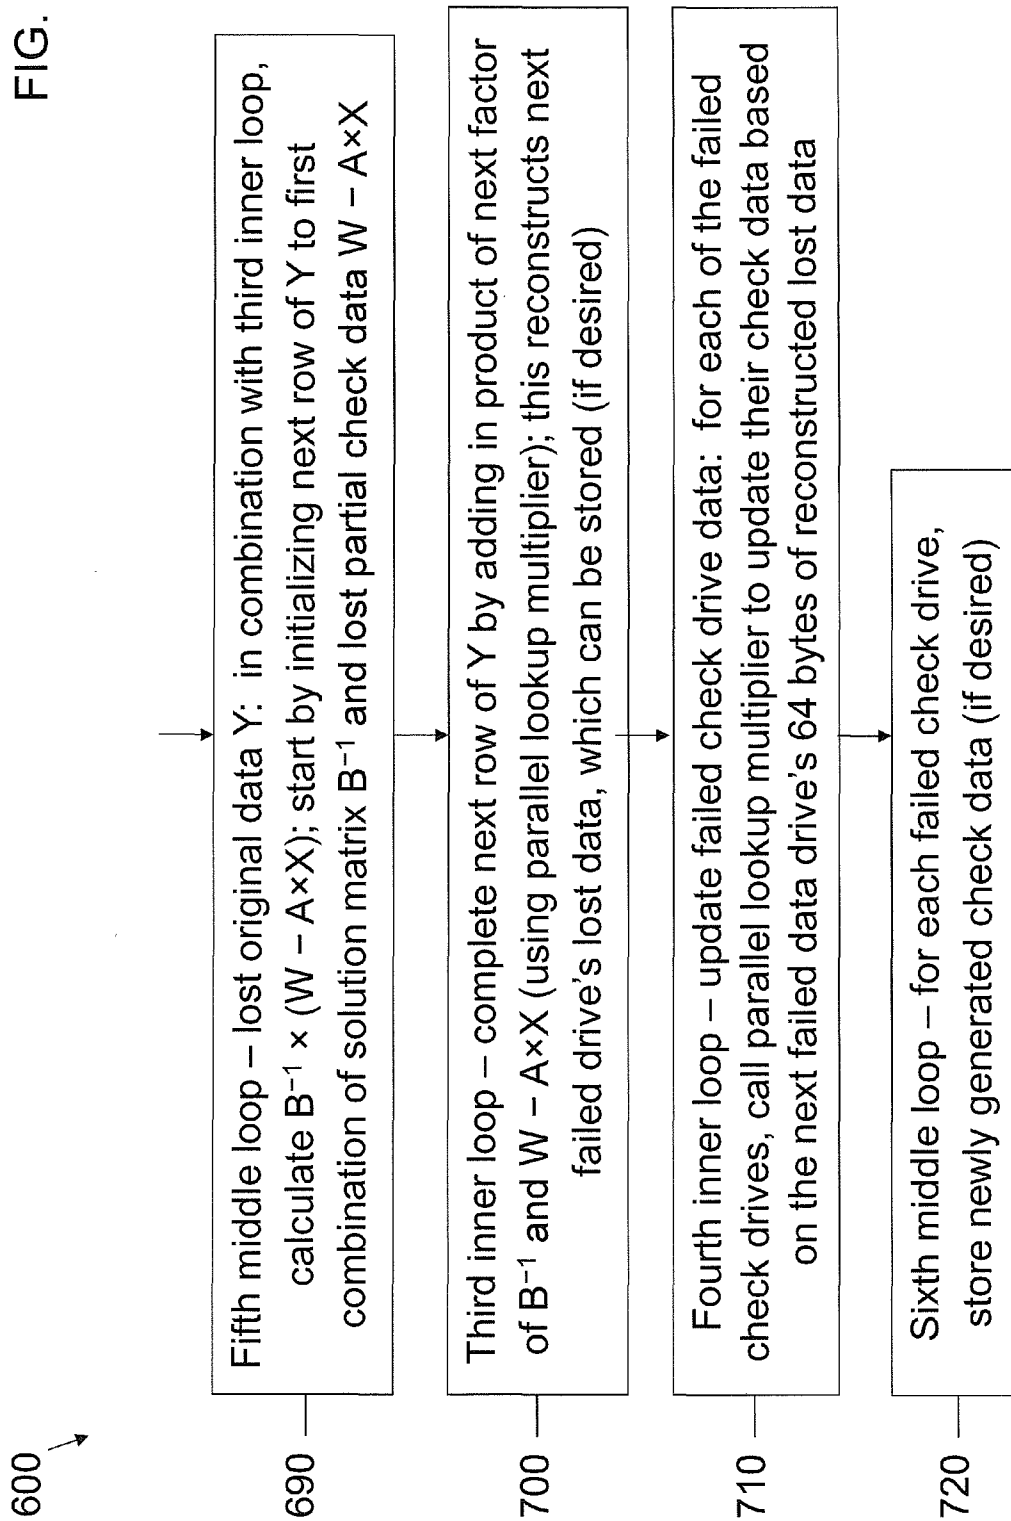 FIG.
600
690
Fifth middle loop – lost original data Y: in combination with third inner loop,
calculate B⁻¹ × (W – A×X); start by initializing next row of Y to first
combination of solution matrix B⁻¹ and lost partial check data W – A×X
700
Third inner loop – complete next row of Y by adding in product of next factor
of B⁻¹ and W – A×X (using parallel lookup multiplier); this reconstructs next
failed drive's lost data, which can be stored (if desired)
710
Fourth inner loop – update failed check drive data: for each of the failed
check drives, call parallel lookup multiplier to update their check data based
on the next failed data drive's 64 bytes of reconstructed lost data
720
Sixth middle loop – for each failed check drive,
store newly generated check data (if desired)